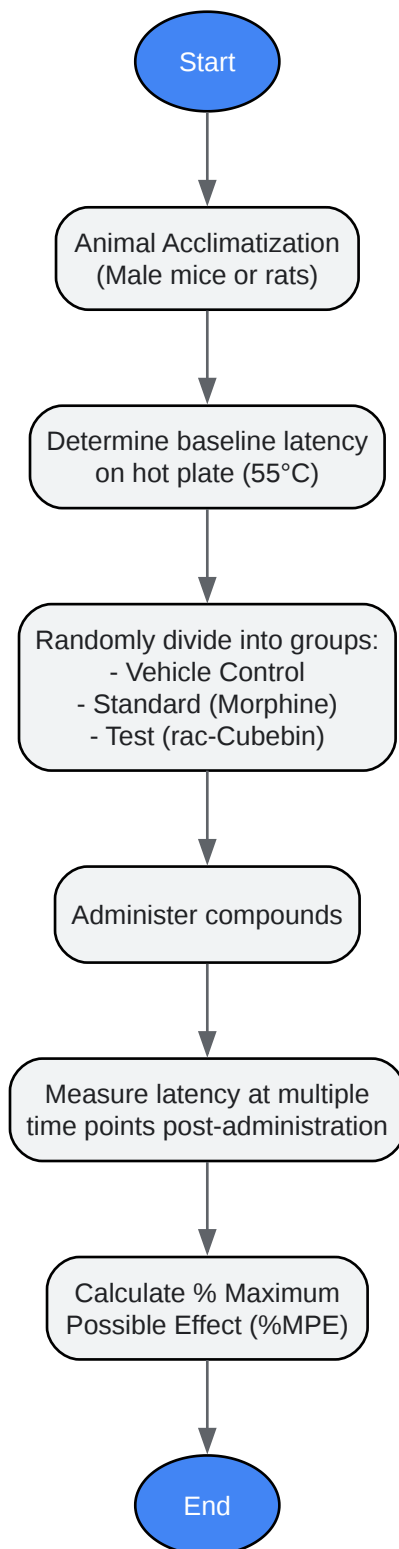 Start
Animal Acclimatization
(Male mice or rats)
Determine baseline latency
on hot plate (55°C)
Randomly divide into groups:
- Vehicle Control
- Standard (Morphine)
- Test (rac-Cubebin)
Administer compounds
Measure latency at multiple
time points post-administration
Calculate % Maximum
Possible Effect (%MPE)
End